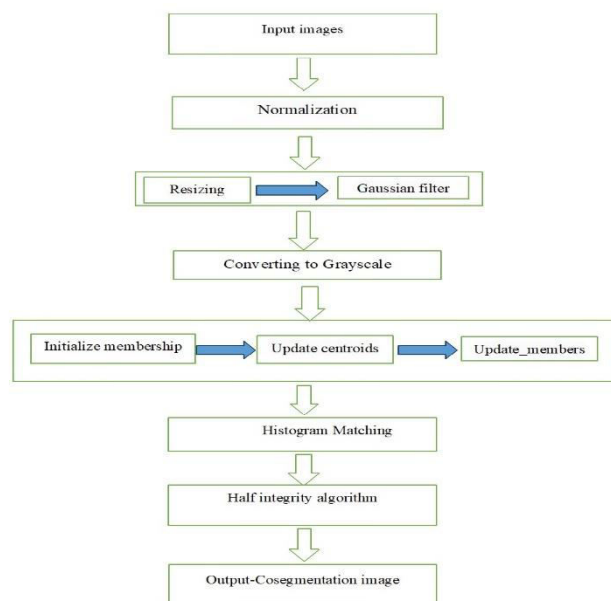 Input images
Normalization
Resizing
Gaussian filter
Converting to Grayscale
Initialize membership
Update centroids
Update_members
Histogram Matching
Half integrity algorithm
Output-Cosegmentation image